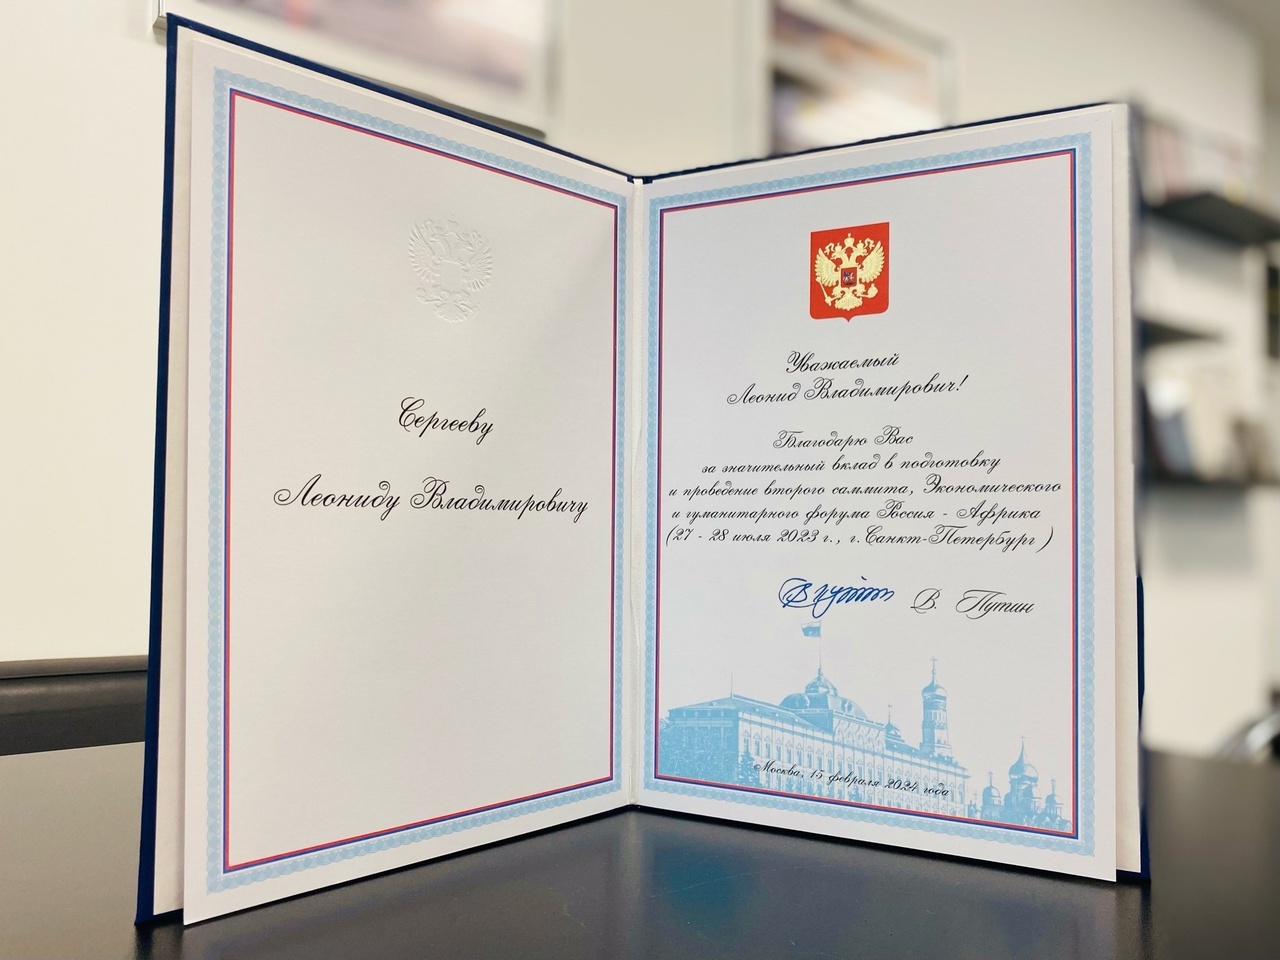 Сергееву
Леониду Владимировичу
Уважаемый
Леонид Владимирович!
Благодарю Вас
за значительный вклад в подготовку
и проведение второго саммита, Экономического
и гуманитарного форума Россия - Африка
(27 - 28 июля 2023 г., г.Санкт-Петербург )
В. Путин
Москва, 15 февраля 2024 года